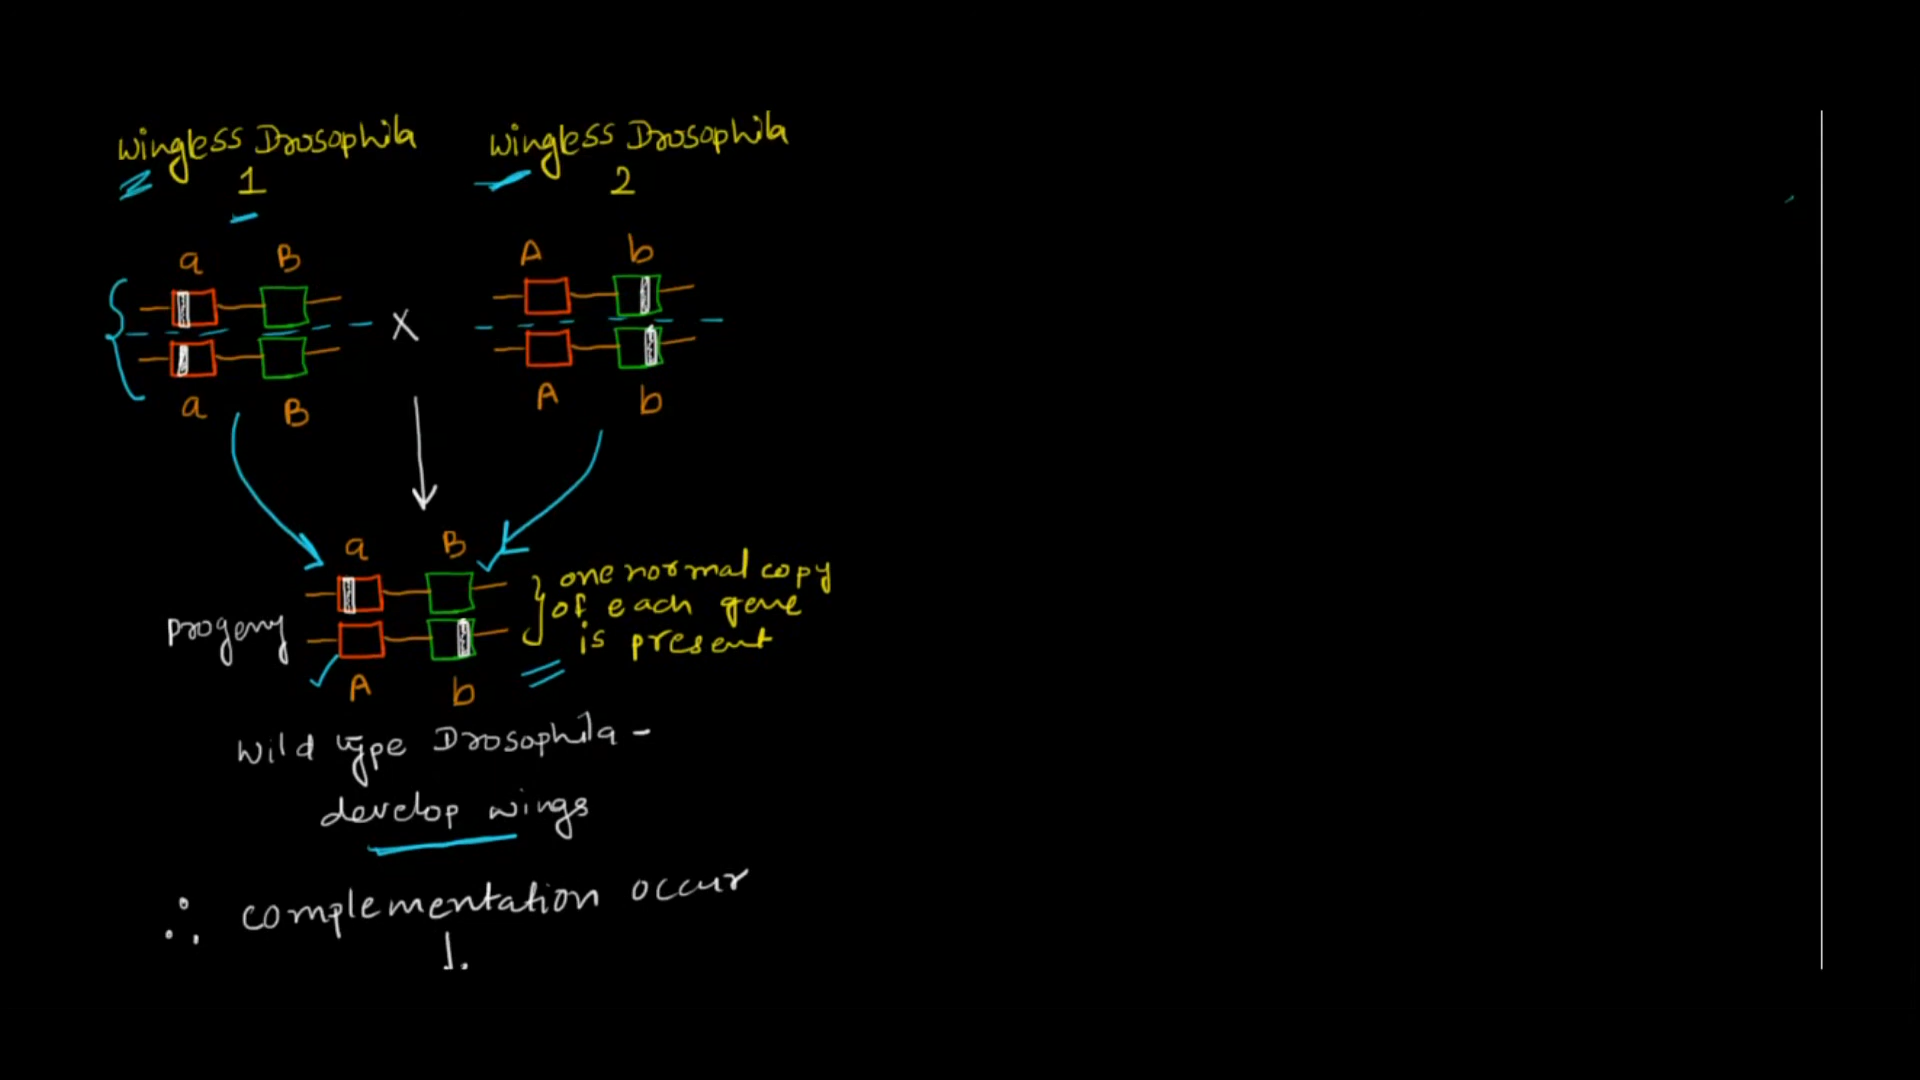 wingless Drosophila
1
wingless Drosophila
2
a B
a B
X
A b
A b
a B
progeny
A b
one normal copy
of each gene
is present
Wild type Drosophila -
develop wings
∴ complementation occur